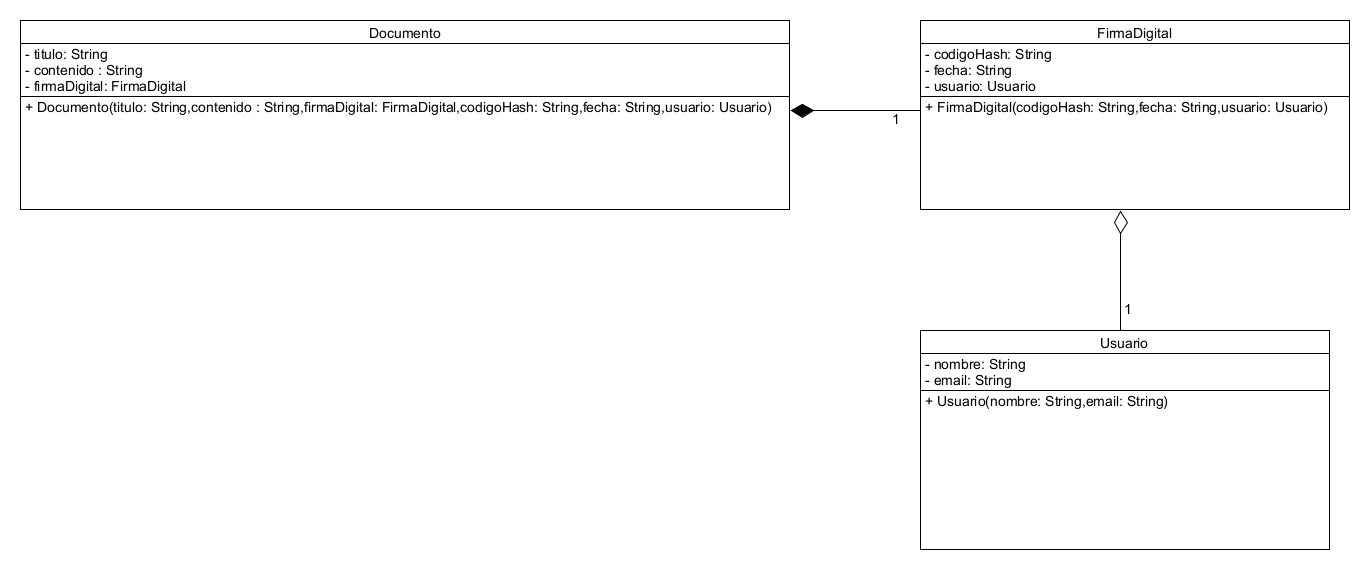 Documento
- titulo: String
- contenido : String
- firmaDigital: FirmaDigital
+ Documento(titulo: String,contenido : String,firmaDigital: FirmaDigital,codigoHash: String,fecha: String,usuario: Usuario)
1
FirmaDigital
- codigoHash: String
- fecha: String
- usuario: Usuario
+ FirmaDigital(codigoHash: String,fecha: String,usuario: Usuario)
1
Usuario
- nombre: String
- email: String
+ Usuario(nombre: String,email: String)